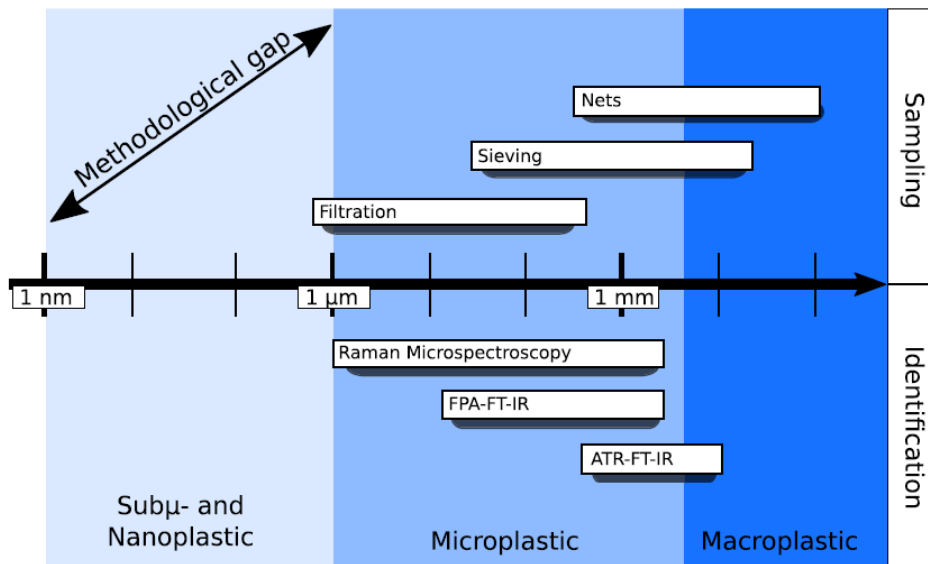 Methodological gap
Nets
Sieving
Filtration
Sampling
1 nm
1 µm
1 mm
Raman Microspectroscopy
FPA-FT-IR
ATR-FT-IR
Identification
Subµ- and
Nanoplastic
Microplastic
Macroplastic